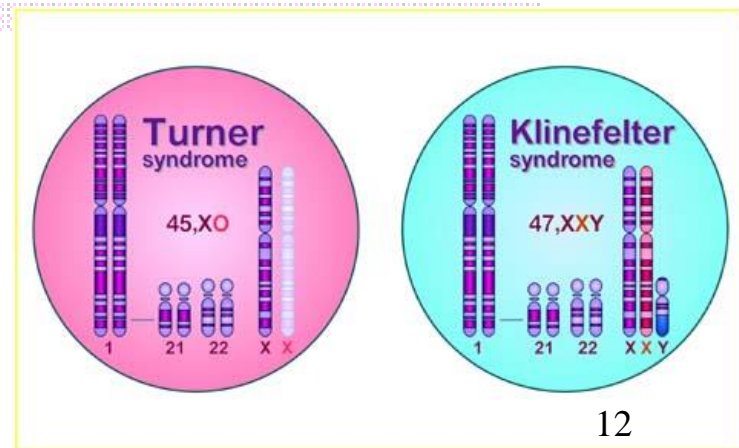 Turner
syndrome
45,XO
1 21 22 X X
Klinefelter
syndrome
47,XXY
1 21 22 X X Y
12